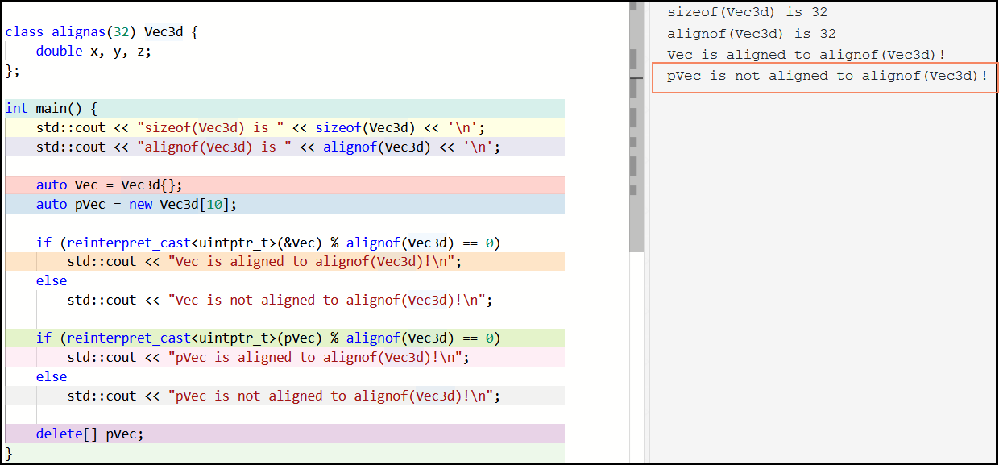 class alignas(32) Vec3d {
    double x, y, z;
};
int main() {
    std::cout << "sizeof(Vec3d) is " << sizeof(Vec3d) << '\n';
    std::cout << "alignof(Vec3d) is " << alignof(Vec3d) << '\n';
    auto Vec = Vec3d{};
    auto pVec = new Vec3d[10];
    if (reinterpret_cast<uintptr_t>(&Vec) % alignof(Vec3d) == 0)
        std::cout << "Vec is aligned to alignof(Vec3d)!\n";
    else
        std::cout << "Vec is not aligned to alignof(Vec3d)!\n";
    if (reinterpret_cast<uintptr_t>(pVec) % alignof(Vec3d) == 0)
        std::cout << "pVec is aligned to alignof(Vec3d)!\n";
    else
        std::cout << "pVec is not aligned to alignof(Vec3d)!\n";
    delete[] pVec;
}
sizeof(Vec3d) is 32
alignof(Vec3d) is 32
Vec is aligned to alignof(Vec3d)!
pVec is not aligned to alignof(Vec3d)!